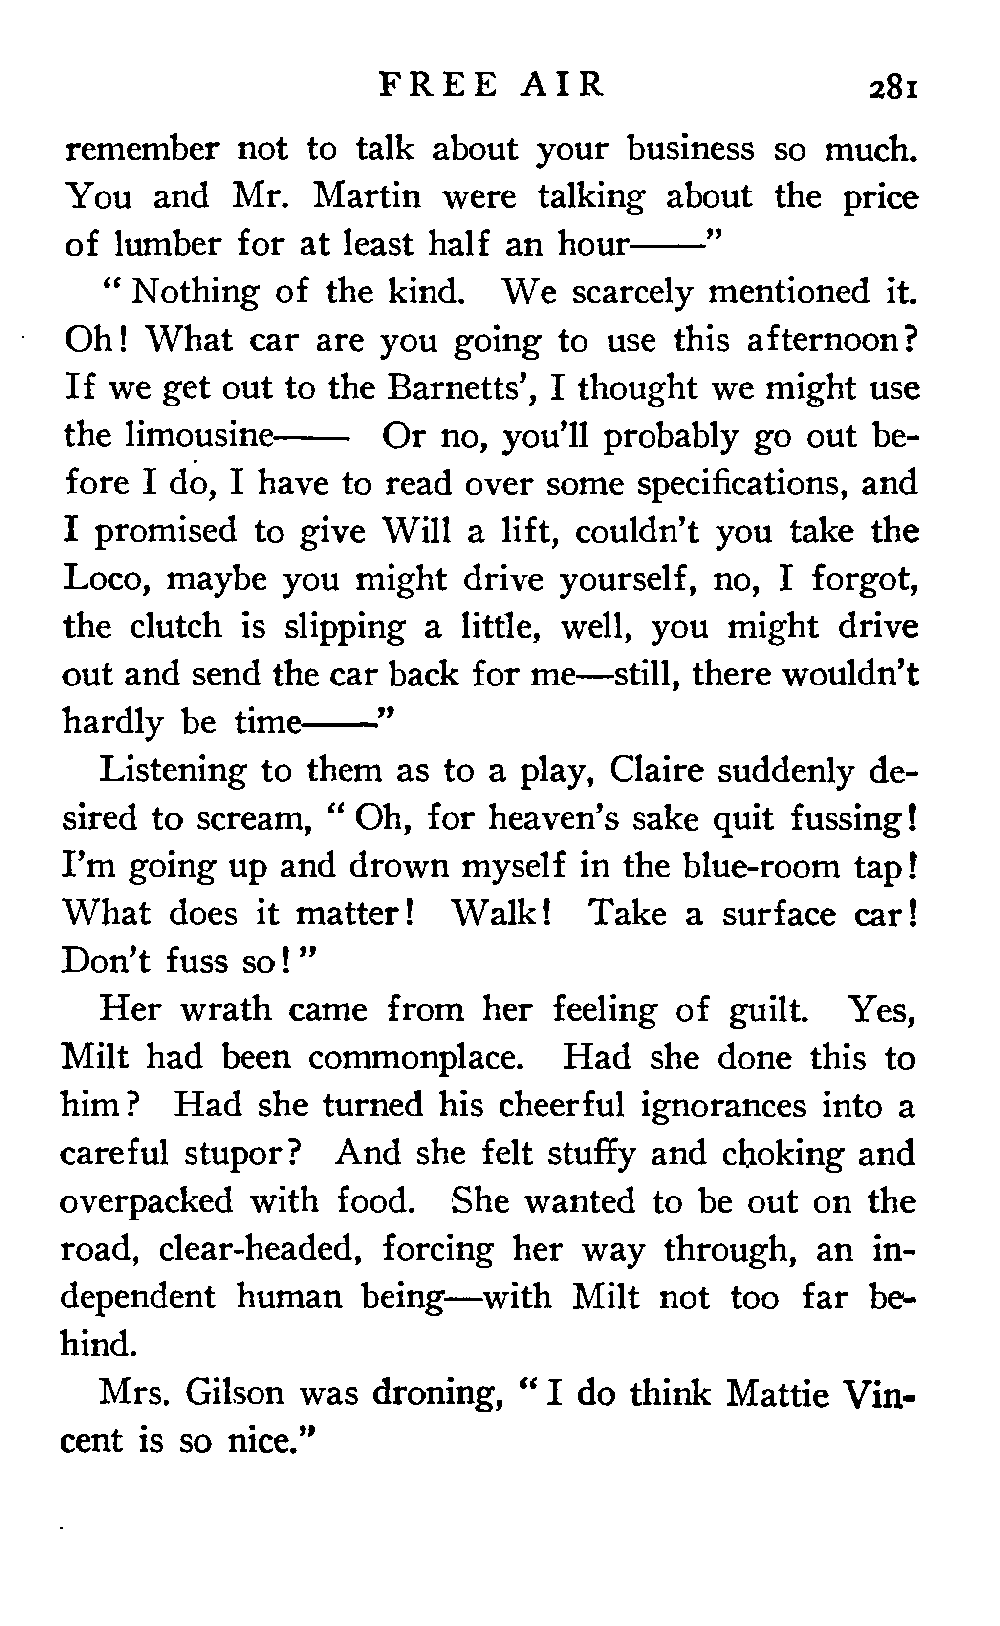 FREE AIR 281
remember not to talk about your business so much.
You and Mr. Martin were talking about the price
of lumber for at least half an hour——”
“ Nothing of the kind. We scarcely mentioned it.
Oh! What car are you going to use this afternoon?
If we get out to the Barnetts’, I thought we might use
the limousine—— Or no, you’ll probably go out be-
fore I do, I have to read over some specifications, and
I promised to give Will a lift, couldn’t you take the
Loco, maybe you might drive yourself, no, I forgot,
the clutch is slipping a little, well, you might drive
out and send the car back for me—still, there wouldn’t
hardly be time——”
Listening to them as to a play, Claire suddenly de-
sired to scream, “ Oh, for heaven’s sake quit fussing!
I’m going up and drown myself in the blue-room tap!
What does it matter! Walk! Take a surface car!
Don’t fuss so! ”
Her wrath came from her feeling of guilt. Yes,
Milt had been commonplace. Had she done this to
him? Had she turned his cheerful ignorances into a
careful stupor? And she felt stuffy and choking and
overpacked with food. She wanted to be out on the
road, clear-headed, forcing her way through, an in-
dependent human being—with Milt not too far be-
hind.
Mrs. Gilson was droning, “ I do think Mattie Vin-
cent is so nice.”